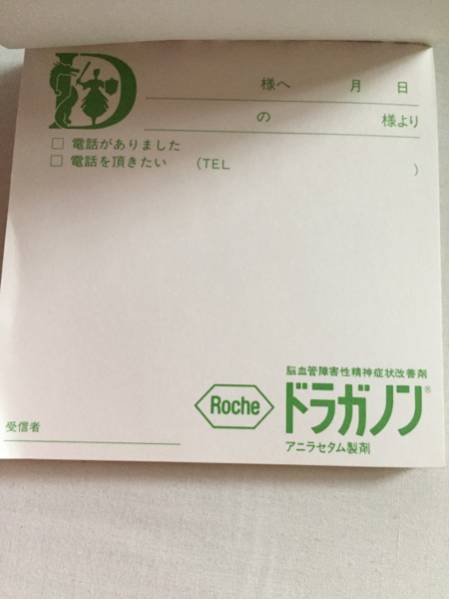 D
様へ 月 日
の 様より
□ 電話がありました
□ 電話を頂きたい (TEL )
脳血管障害性精神症状改善剤
Roche ドラガノン®
アニラセタム製剤
受信者